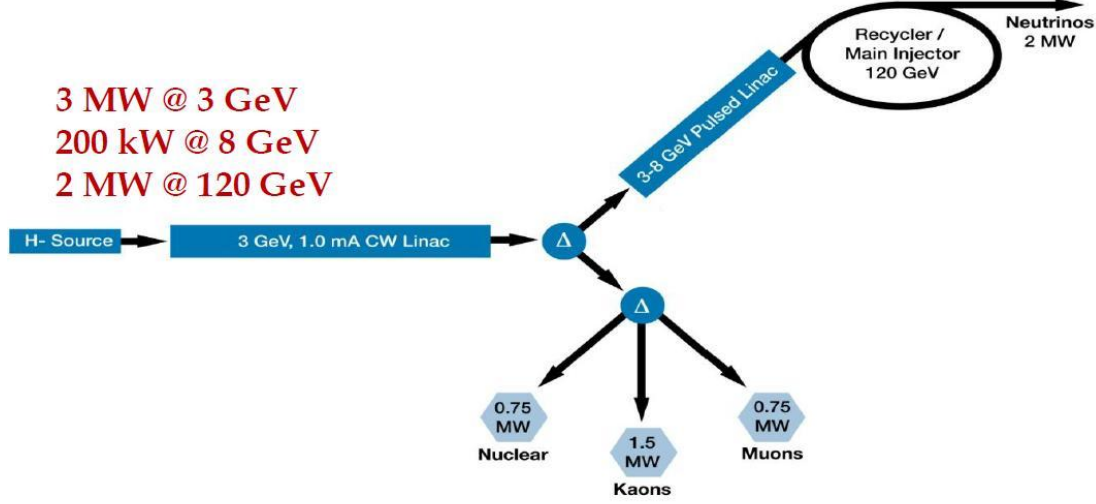 Neutrinos
2 MW
Recycler /
Main Injector
120 GeV
3 MW @ 3 GeV
200 kW @ 8 GeV
2 MW @ 120 GeV
3-8 GeV Pulsed Linac
H- Source
3 GeV, 1.0 mA CW Linac
Δ
Δ
0.75
MW
Nuclear
1.5
MW
Kaons
0.75
MW
Muons